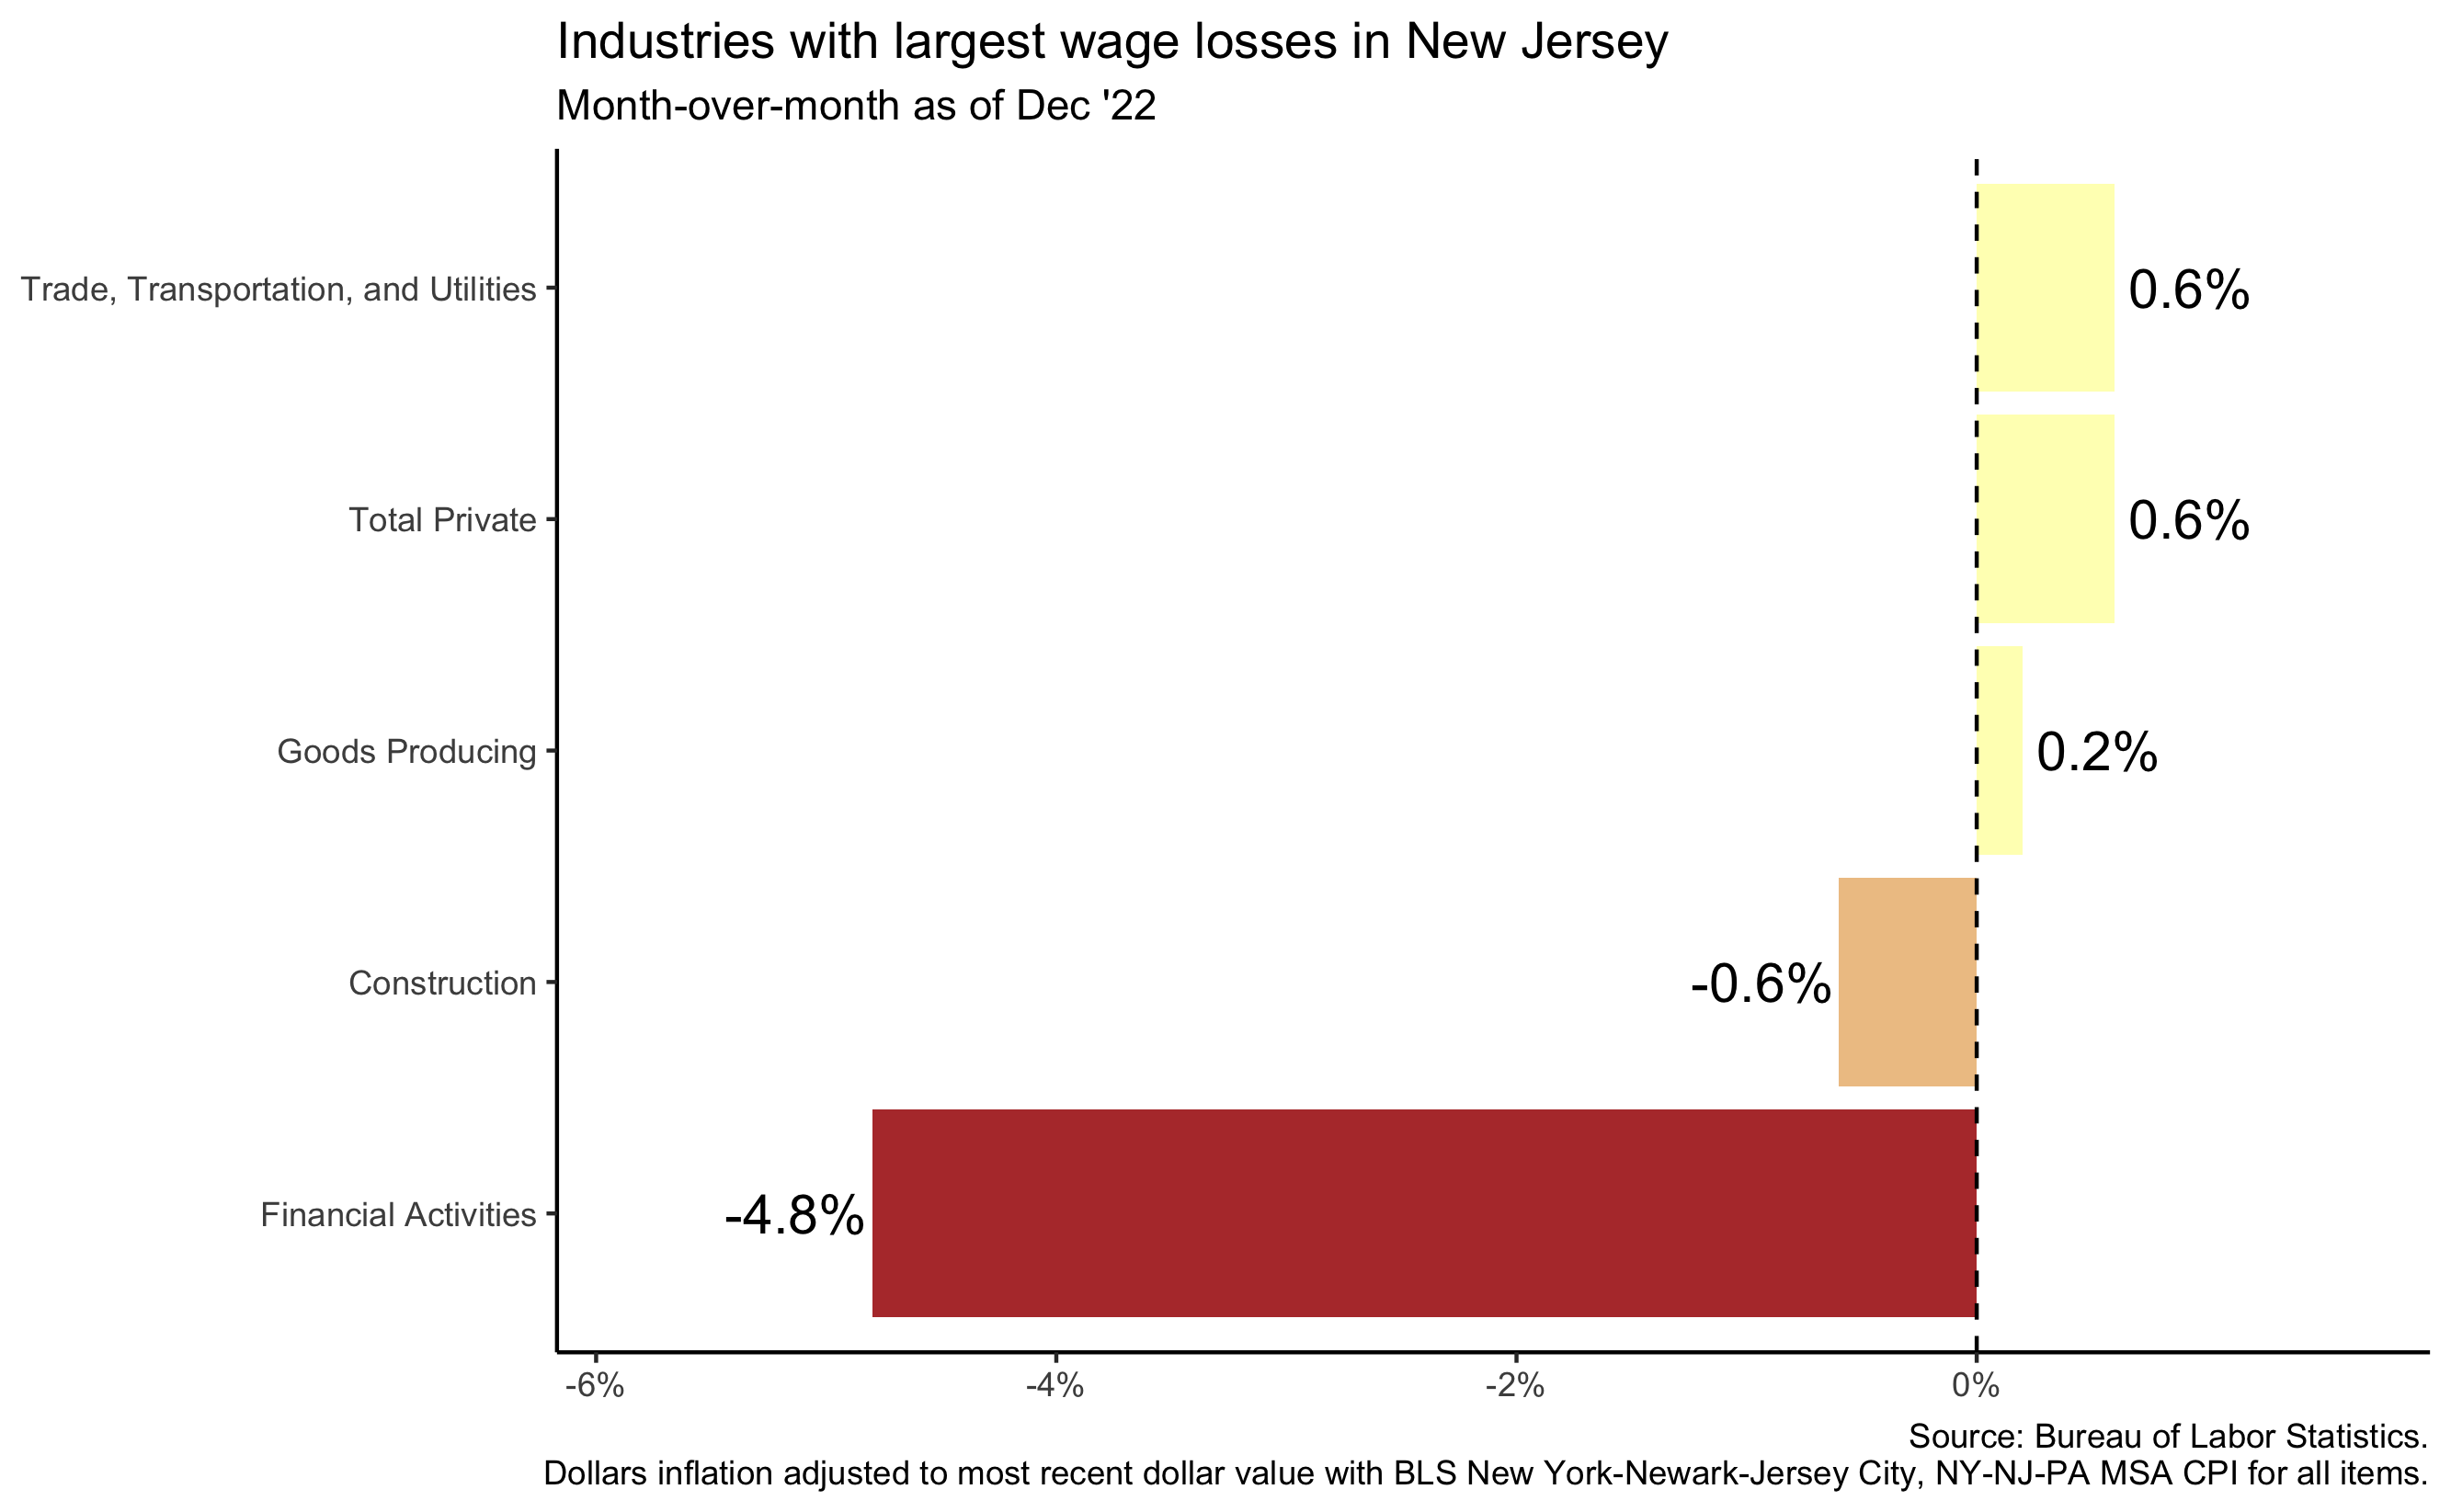 Industries with largest wage losses in New Jersey
Month-over-month as of Dec '22
Trade, Transportation, and Utilities
0.6%
Total Private
0.6%
Goods Producing
0.2%
Construction
-0.6%
Financial Activities
-4.8%
-6%
-4%
-2%
0%
Source: Bureau of Labor Statistics.
Dollars inflation adjusted to most recent dollar value with BLS New York-Newark-Jersey City, NY-NJ-PA MSA CPI for all items.